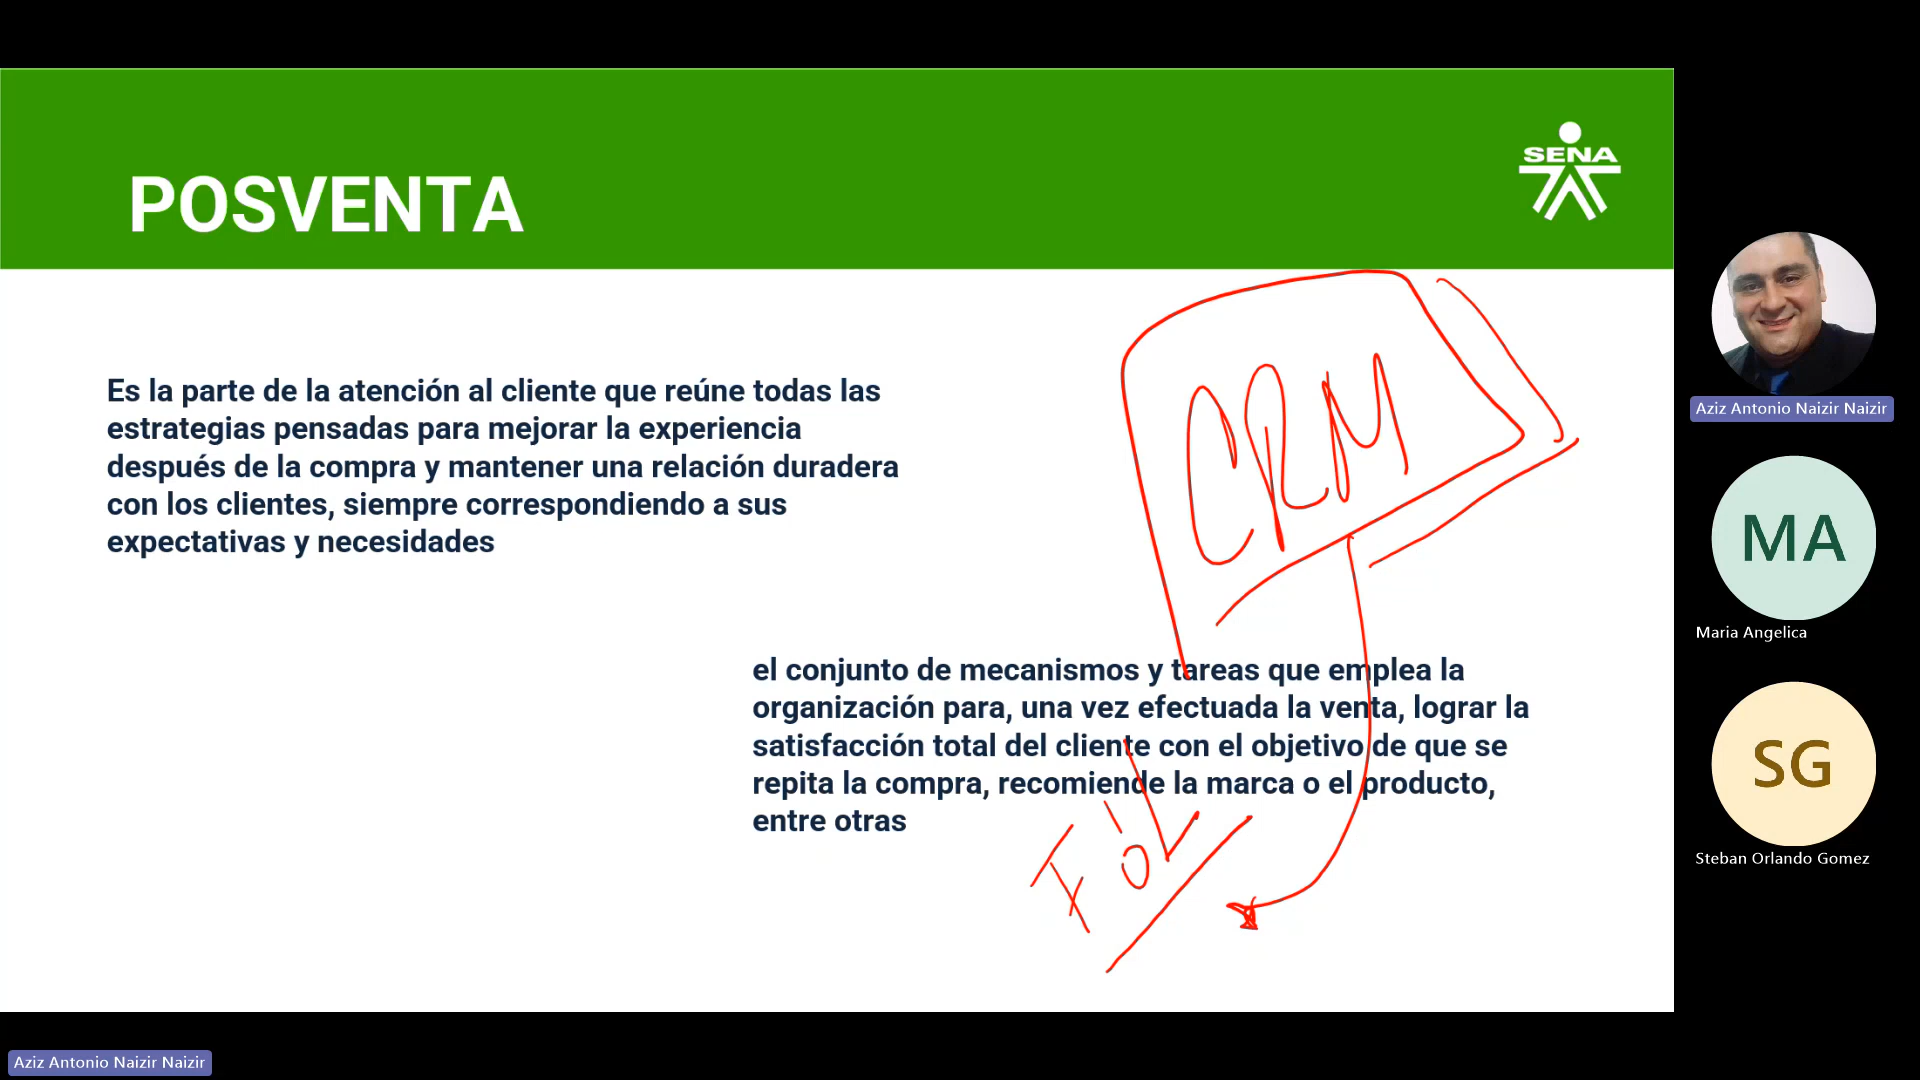 POSVENTA
SENA
Es la parte de la atención al cliente que reúne todas las
estrategias pensadas para mejorar la experiencia
después de la compra y mantener una relación duradera
con los clientes, siempre correspondiendo a sus
expectativas y necesidades
CRM
el conjunto de mecanismos y tareas que emplea la
organización para, una vez efectuada la venta, lograr la
satisfacción total del cliente con el objetivo de que se
repita la compra, recomiende la marca o el producto,
entre otras
Aziz Antonio Naizir Naizir
MA
Maria Angelica
SG
Steban Orlando Gomez
Aziz Antonio Naizir Naizir